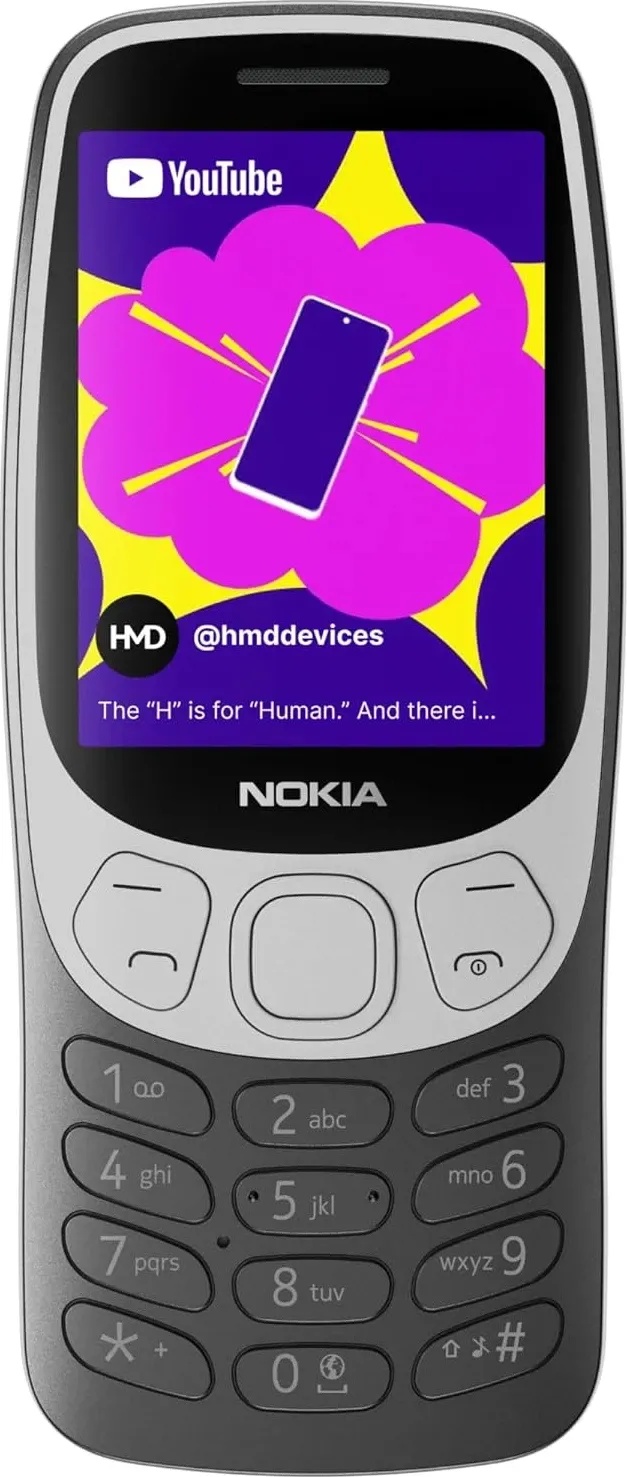 YouTube
HMD @hmddevices
The “H” is for “Human.” And there i...
NOKIA
1
2 abc
def 3
4 ghi
5 jkl
mno 6
7 pqrs
8 tuv
wxyz 9
* +
0
#